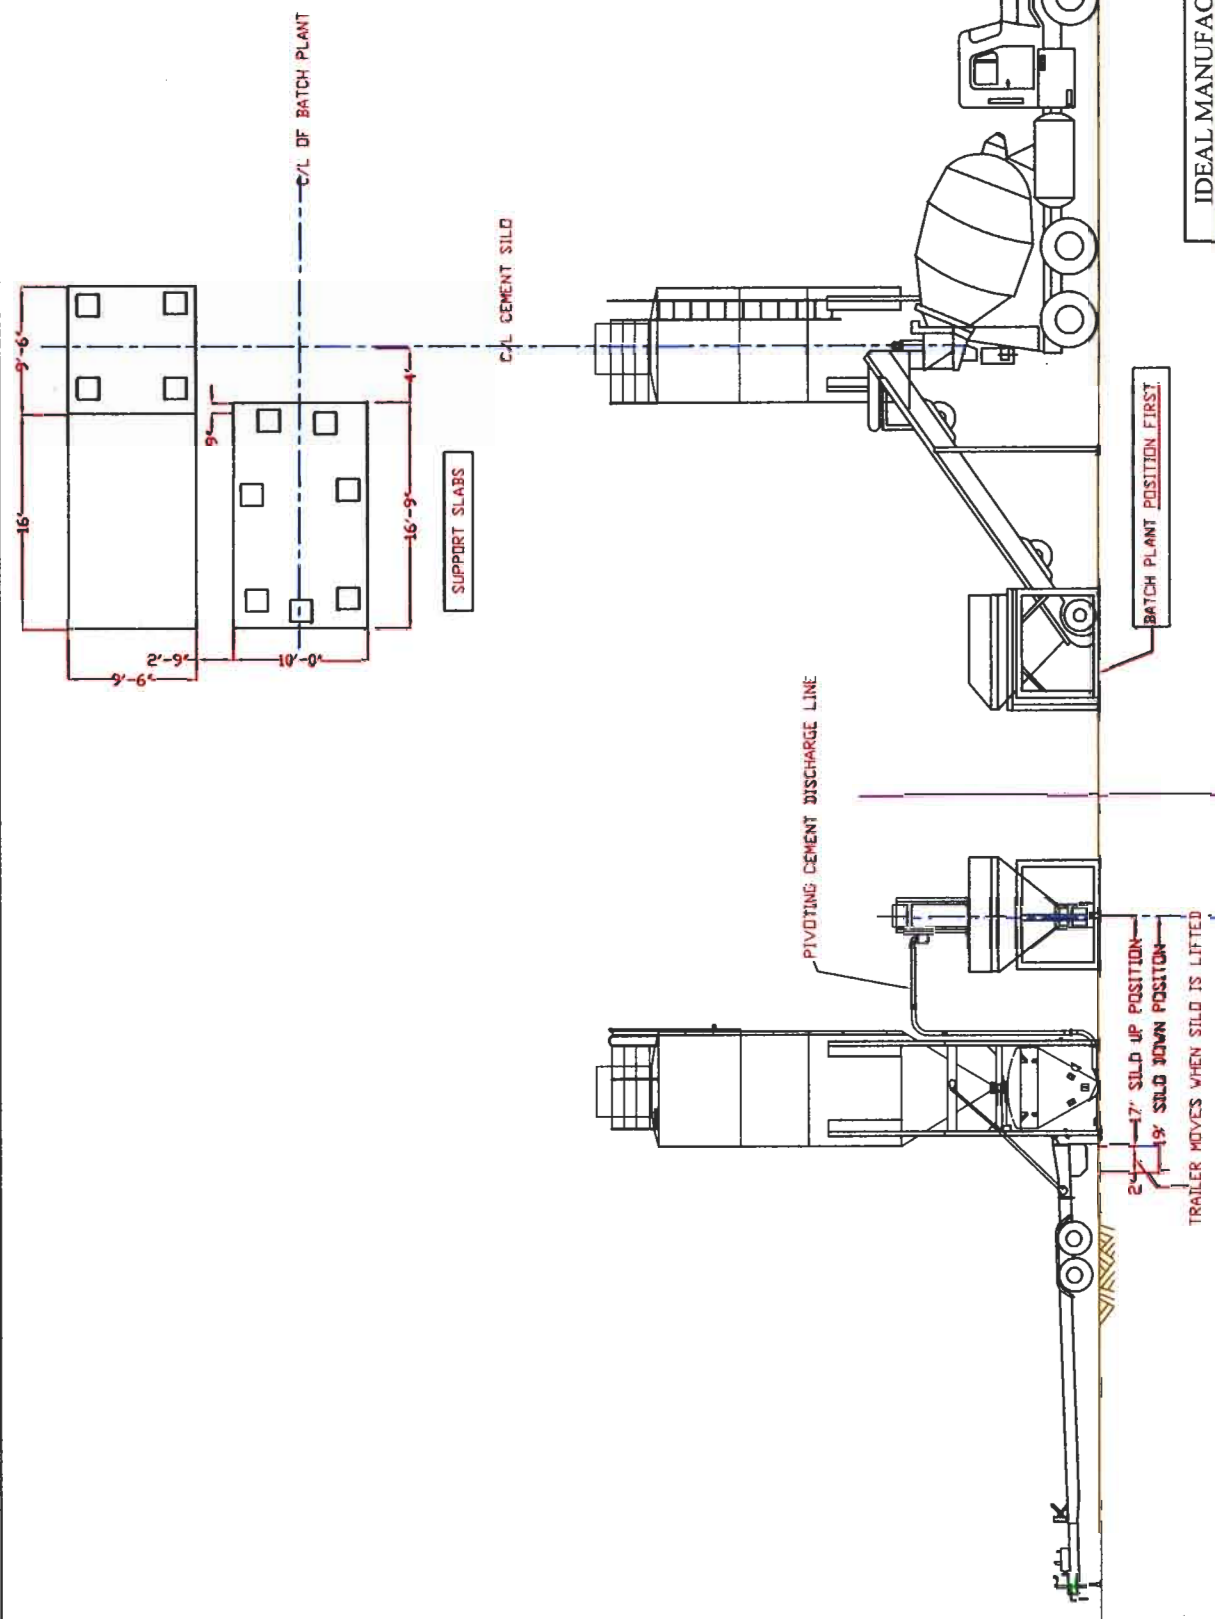 9'-6"
16'
9"
4'
16'-9"
2'-9"
9'-6"
10'-0"
C/L OF BATCH PLANT
C/L CEMENT SILO
SUPPORT SLABS
PIVOTING CEMENT DISCHARGE LINE
BATCH PLANT POSITION FIRST
2'
17' SILO UP POSITION
19' SILO DOWN POSITON
TRAILER MOVES WHEN SILO IS LIFTED
IDEAL MANUFAC